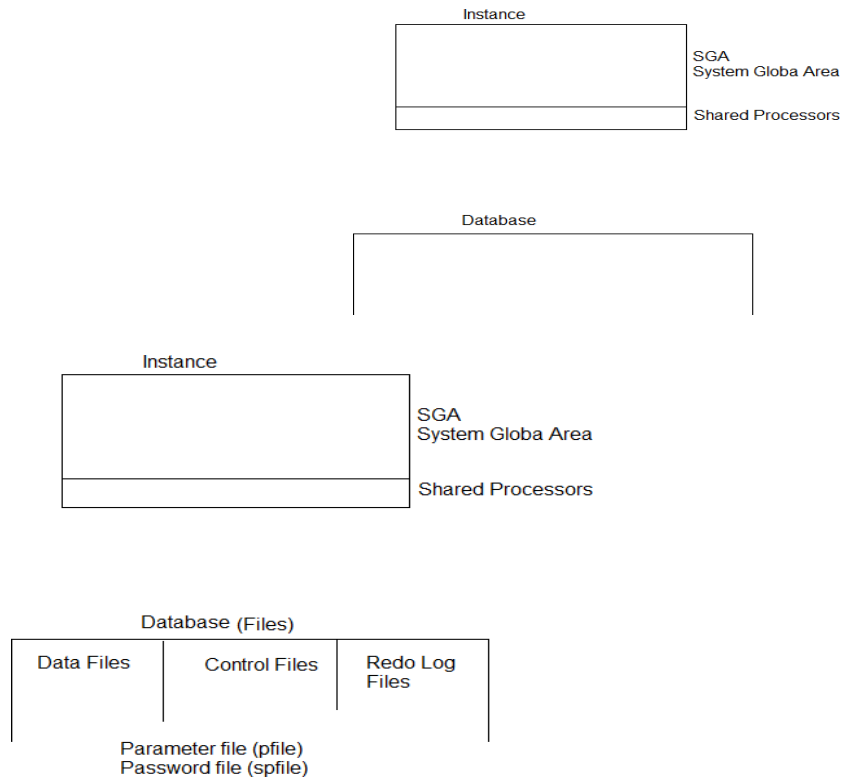 Instance
SGA
System Globa Area
Shared Processors
Database
Instance
SGA
System Globa Area
Shared Processors
Database (Files)
Data Files
Control Files
Redo Log
Files
Parameter file (pfile)
Password file (spfile)